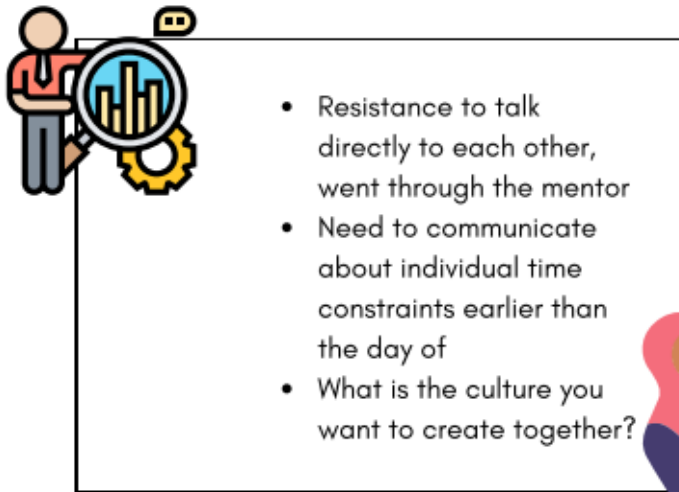 • Resistance to talk
directly to each other,
went through the mentor
• Need to communicate
about individual time
constraints earlier than
the day of
• What is the culture you
want to create together?